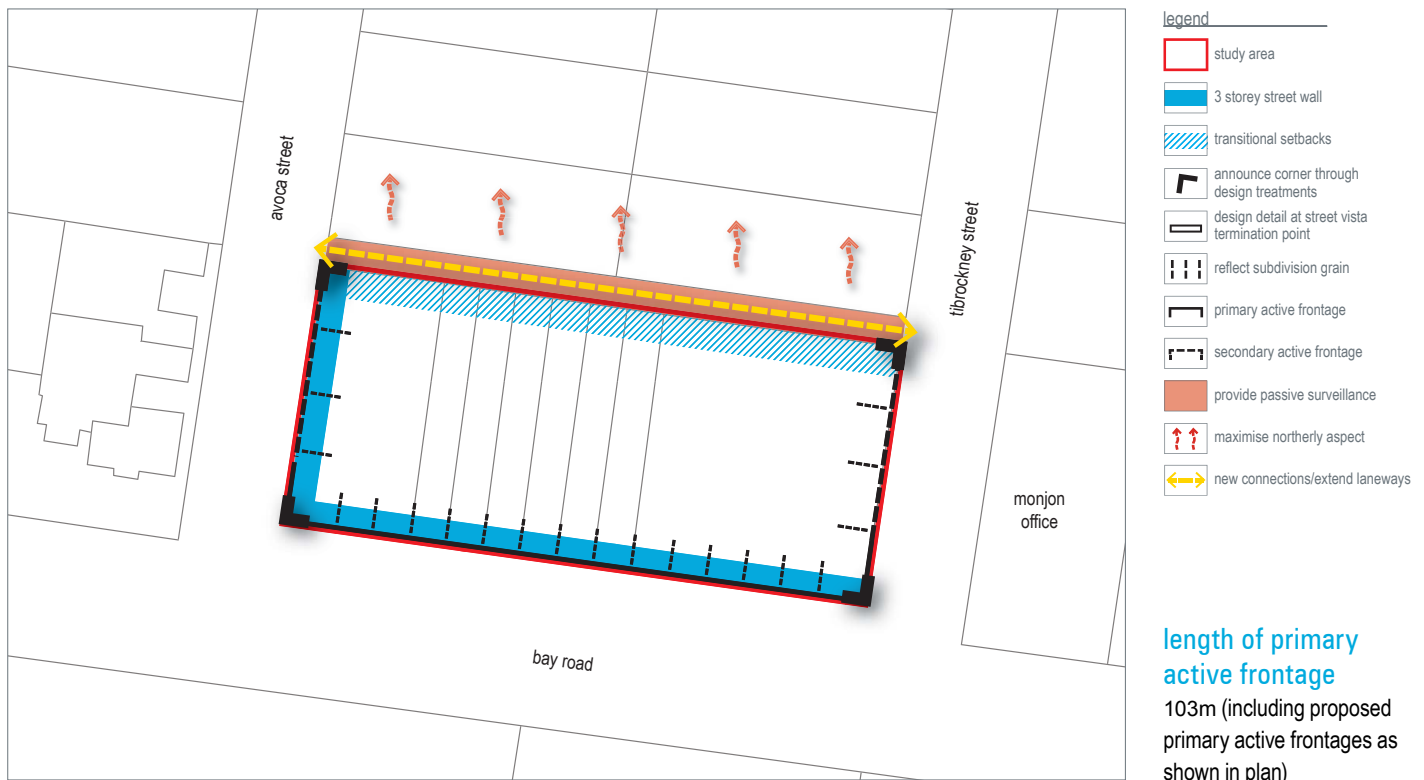 avoca street
tibrockney street
monjon
office
bay road
legend
study area
3 storey street wall
transitional setbacks
announce corner through
design treatments
design detail at street vista
termination point
reflect subdivision grain
primary active frontage
secondary active frontage
provide passive surveillance
maximise northerly aspect
new connections/extend laneways
length of primary
active frontage
103m (including proposed
primary active frontages as
shown in plan)